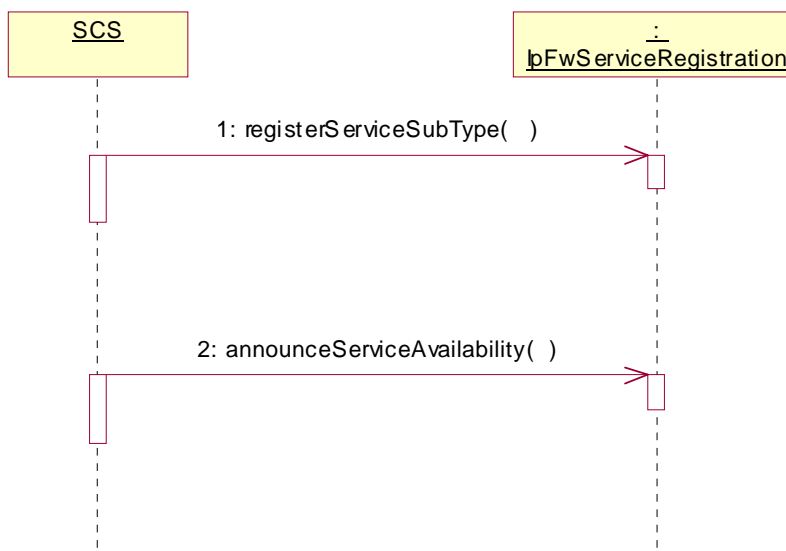 SCS
:
IpFwServiceRegistration
1: registerServiceSubType( )
2: announceServiceAvailability( )